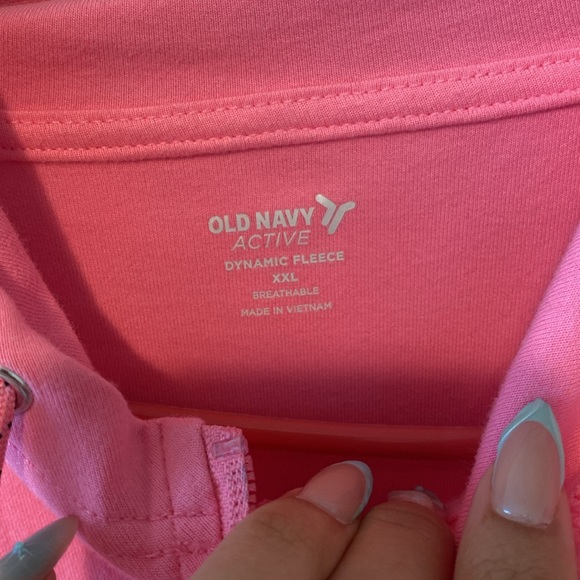 OLD NAVY
ACTIVE
DYNAMIC FLEECE
XXL
BREATHABLE
MADE IN VIETNAM